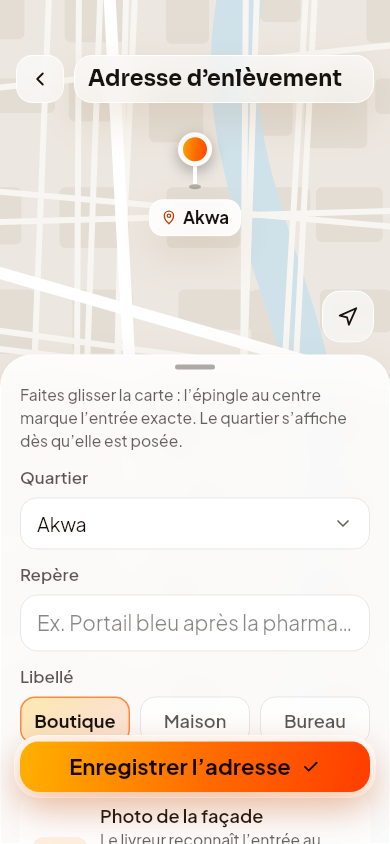 Adresse d’enlèvement
Akwa
Faites glisser la carte : l’épingle au centre
marque l’entrée exacte. Le quartier s’affiche
dès qu’elle est posée.
Quartier
Akwa
Repère
Ex. Portail bleu après la pharma…
Libellé
Boutique
Maison
Bureau
Enregistrer l’adresse
Photo de la façade
Le livreur reconnaît l’entrée au